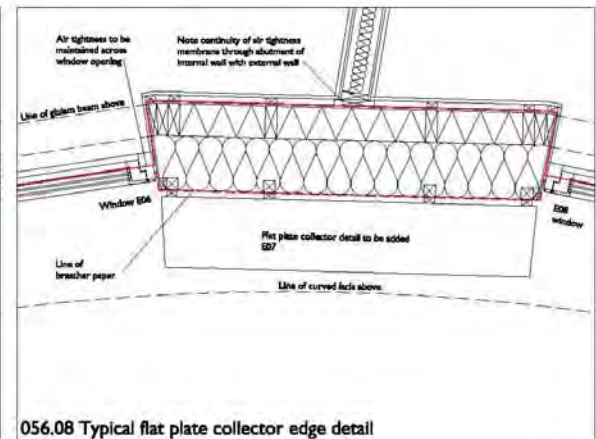 Air tightness to be
maintained across
window opening
Note continuity of air tightness
membrane through abutment of
internal wall with external wall
Line of glulam beam above
Window E06
E08
window
Flat plate collector detail to be added
E07
Line of
breather paper
Line of curved facia above
056.08 Typical flat plate collector edge detail